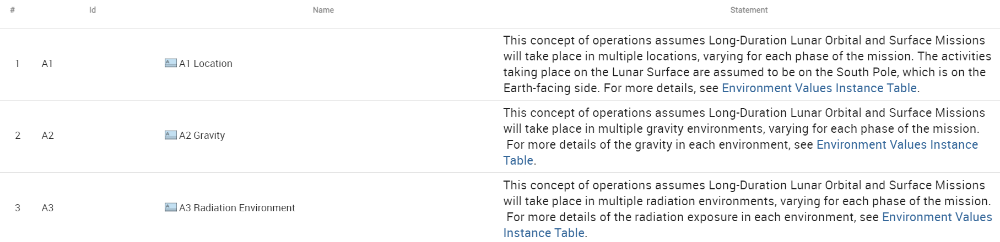 # Id Name Statement
This concept of operations assumes Long-Duration Lunar Orbital and Surface Missions
will take place in multiple locations, varying for each phase of the mission. The activities
1 A1 A1 Location
taking place on the Lunar Surface are assumed to be on the South Pole, which is on the
Earth-facing side. For more details, see Environment Values Instance Table.
This concept of operations assumes Long-Duration Lunar Orbital and Surface Missions
will take place in multiple gravity environments, varying for each phase of the mission.
2 A2 A2 Gravity
For more details of the gravity in each environment, see Environment Values Instance
Table.
This concept of operations assumes Long-Duration Lunar Orbital and Surface Missions
will take place in multiple radiation environments, varying for each phase of the mission.
3 A3 A3 Radiation Environment
For more details of the radiation exposure in each environment, see Environment Values
Instance Table.